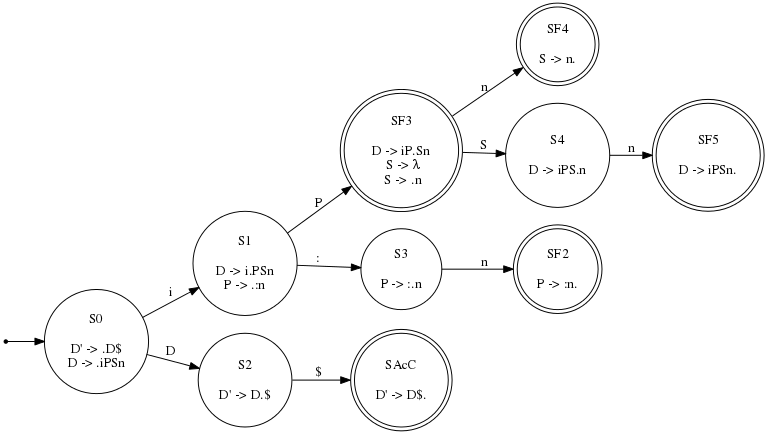 SF4
S -> n.
n
SF3
D -> iP.Sn
S -> λ
S -> .n
S
S4
D -> iPS.n
n
SF5
D -> iPSn.
P
S1
D -> i.PSn
P -> .:n
:
S3
P -> :.n
n
SF2
P -> :n.
i
S0
D' -> .D$
D -> .iPSn
D
S2
D' -> D.$
$
SAcC
D' -> D$.